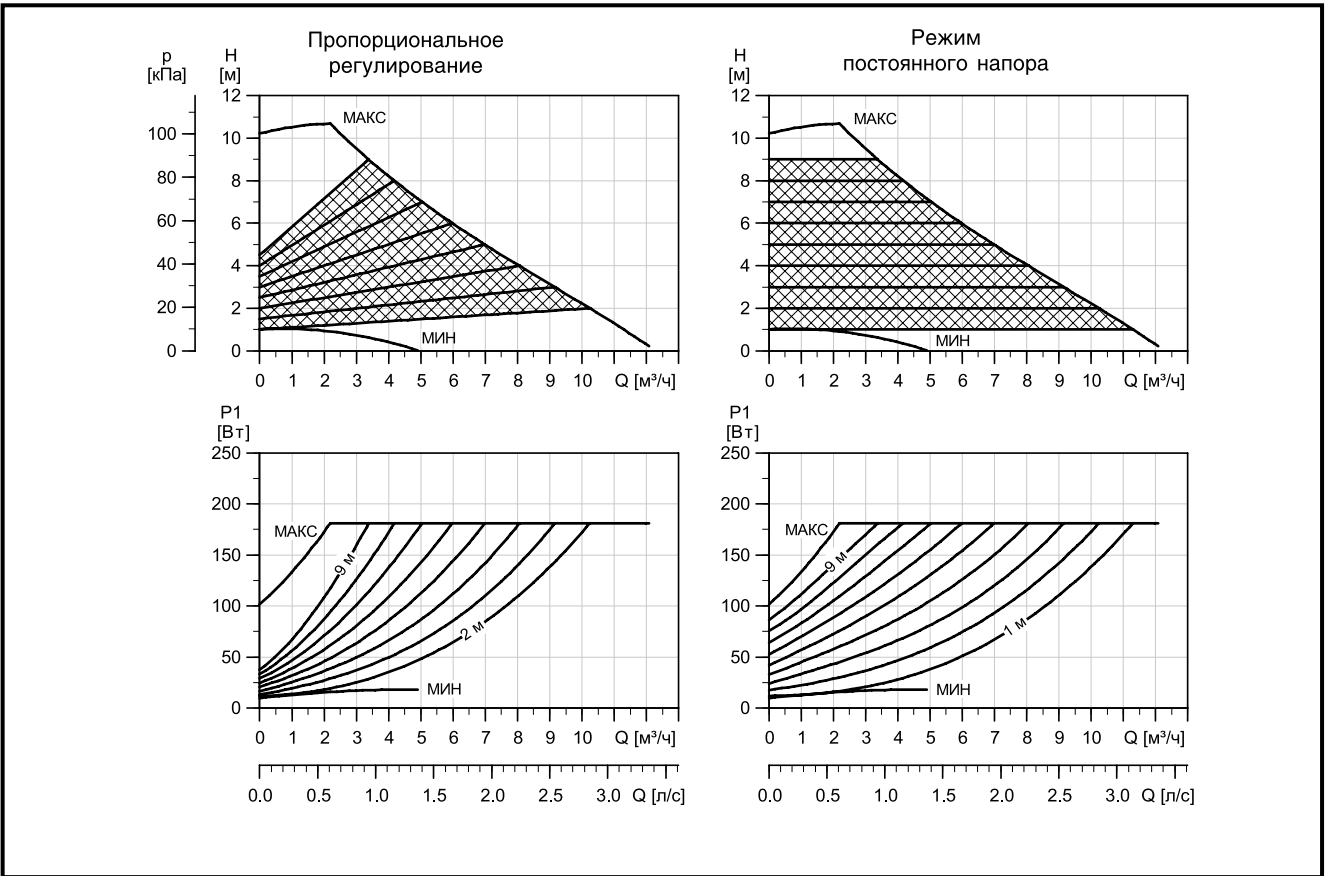 Пропорциональное
регулирование
p
[кПа]
H
[м]
12
10
8
6
4
2
0
100
80
60
40
20
0
МАКС
МИН
0 1 2 3 4 5 6 7 8 9 10 Q [м³/ч]
Режим
постоянного напора
H
[м]
12
10
8
6
4
2
0
МАКС
МИН
0 1 2 3 4 5 6 7 8 9 10 Q [м³/ч]
P1
[Вт]
250
200
150
100
50
0
МАКС
9 м
2 м
МИН
0 1 2 3 4 5 6 7 8 9 10 Q [м³/ч]
0.0 0.5 1.0 1.5 2.0 2.5 3.0 Q [л/с]
P1
[Вт]
250
200
150
100
50
0
МАКС
9 м
1 м
МИН
0 1 2 3 4 5 6 7 8 9 10 Q [м³/ч]
0.0 0.5 1.0 1.5 2.0 2.5 3.0 Q [л/с]